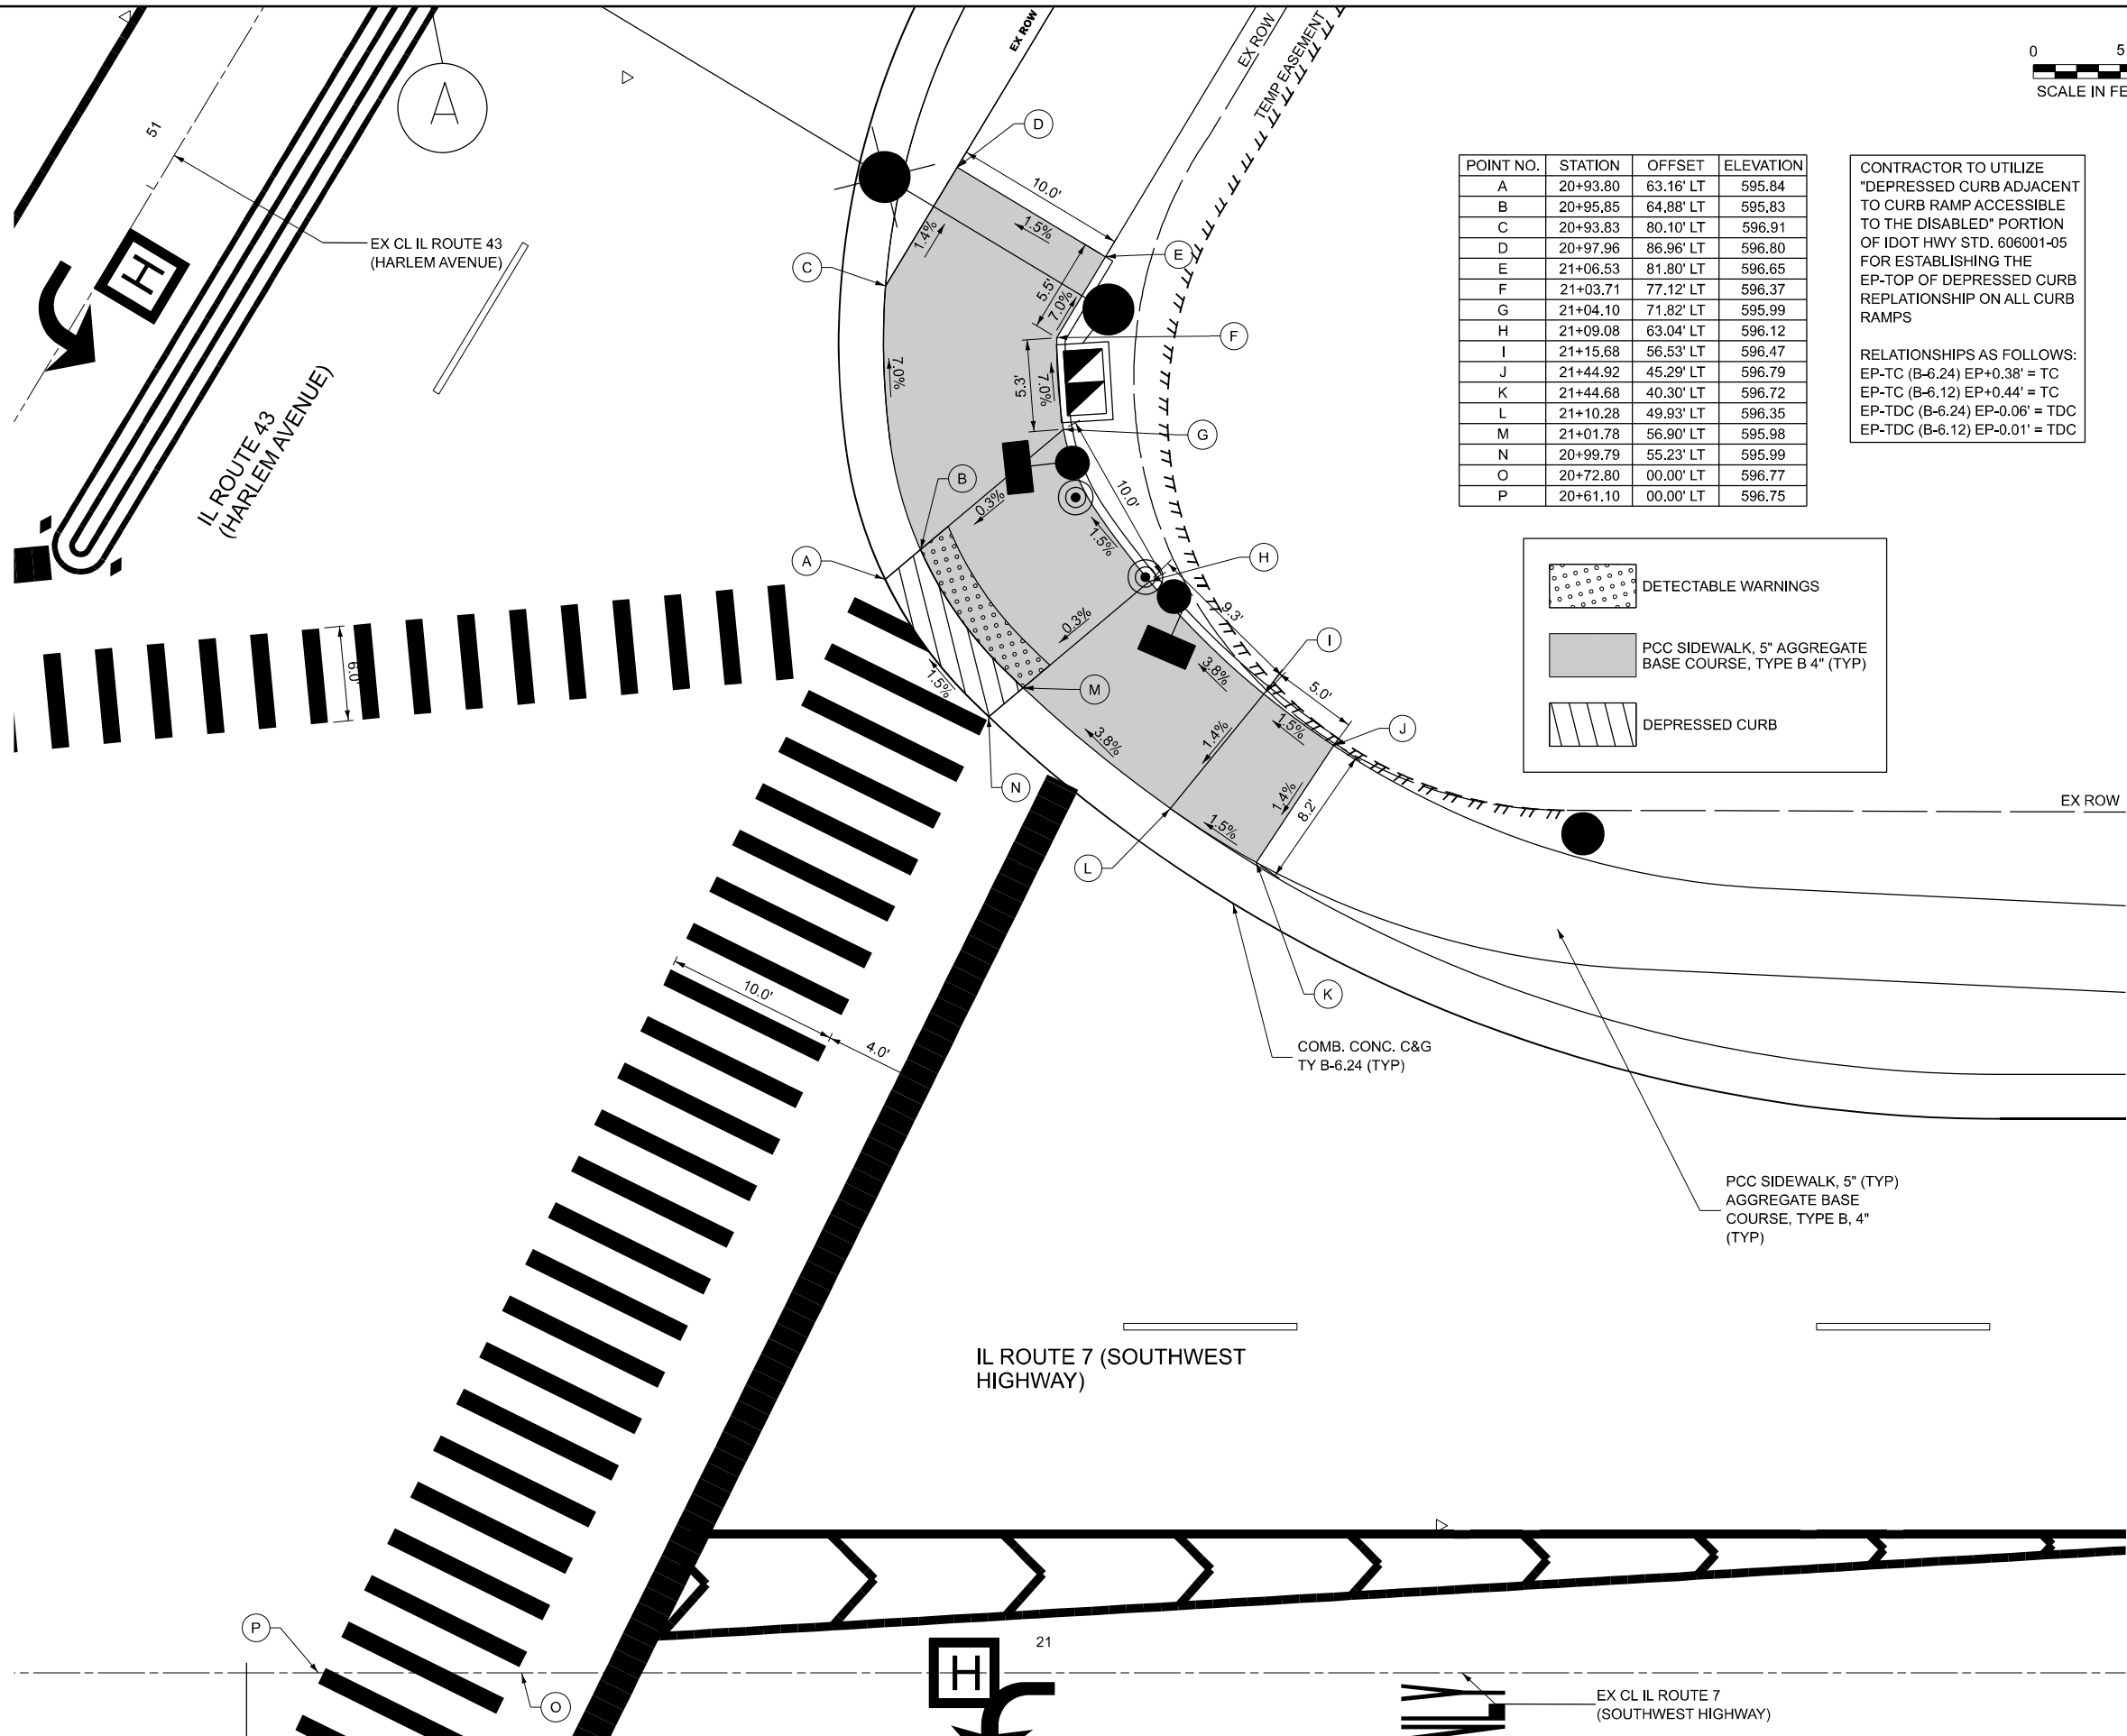 EX ROW
EX ROW
TEMP EASEMENT
0 5
SCALE IN FE
51
A
EX CL IL ROUTE 43
(HARLEM AVENUE)
H
IL ROUTE 43
(HARLEM AVENUE)
D
10.0'
1.5%
1.4%
E
C
5.5'
7.0%
F
7.0%
5.3'
7.0%
G
B
0.3%
10.0'
1.5%
H
A
0.3%
9.3'
I
6.0'
1.5%
M
3.8%
5.0'
3.8%
1.4%
1.5%
J
N
1.4%
8.2'
1.5%
L
K
10.0'
4.0'
POINT NO. STATION OFFSET ELEVATION
A 20+93.80 63.16' LT 595.84
B 20+95.85 64.88' LT 595.83
C 20+93.83 80.10' LT 596.91
D 20+97.96 86.96' LT 596.80
E 21+06.53 81.80' LT 596.65
F 21+03.71 77.12' LT 596.37
G 21+04.10 71.82' LT 595.99
H 21+09.08 63.04' LT 596.12
I 21+15.68 56.53' LT 596.47
J 21+44.92 45.29' LT 596.79
K 21+44.68 40.30' LT 596.72
L 21+10.28 49.93' LT 596.35
M 21+01.78 56.90' LT 595.98
N 20+99.79 55.23' LT 595.99
O 20+72.80 00.00' LT 596.77
P 20+61.10 00.00' LT 596.75
CONTRACTOR TO UTILIZE
"DEPRESSED CURB ADJACENT
TO CURB RAMP ACCESSIBLE
TO THE DISABLED" PORTION
OF IDOT HWY STD. 606001-05
FOR ESTABLISHING THE
EP-TOP OF DEPRESSED CURB
REPLATIONSHIP ON ALL CURB
RAMPS
RELATIONSHIPS AS FOLLOWS:
EP-TC (B-6.24) EP+0.38' = TC
EP-TC (B-6.12) EP+0.44' = TC
EP-TDC (B-6.24) EP-0.06' = TDC
EP-TDC (B-6.12) EP-0.01' = TDC
DETECTABLE WARNINGS
PCC SIDEWALK, 5" AGGREGATE
BASE COURSE, TYPE B 4" (TYP)
DEPRESSED CURB
EX ROW
COMB. CONC. C&G
TY B-6.24 (TYP)
PCC SIDEWALK, 5" (TYP)
AGGREGATE BASE
COURSE, TYPE B, 4"
(TYP)
IL ROUTE 7 (SOUTHWEST
HIGHWAY)
P
O
H
21
EX CL IL ROUTE 7
(SOUTHWEST HIGHWAY)